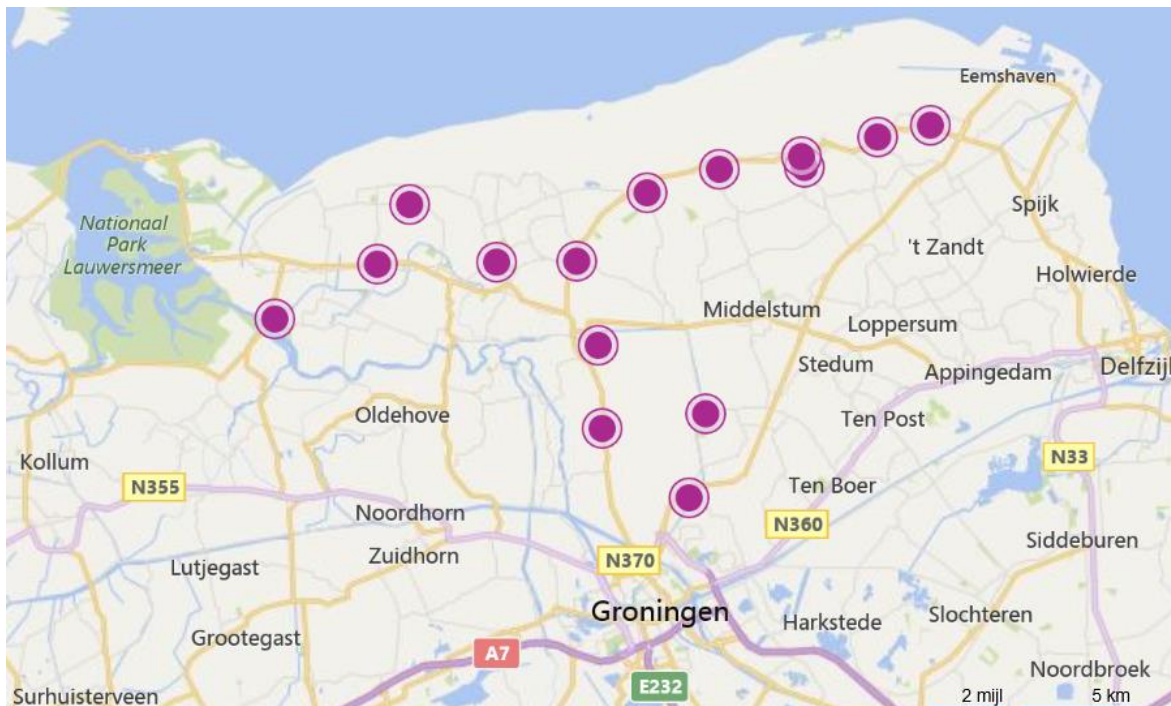 Eemshaven
Spijk
Nationaal
Park
Lauwersmeer
't Zandt
Holwierde
Middelstum
Loppersum
Stedum
Appingedam
Delfzijl
Oldehove
Ten Post
Kollum
N33
N355
Ten Boer
Noordhorn
N360
Zuidhorn
N370
Siddeburen
Lutjegast
Groningen
Harkstede
Slochteren
Grootegast
A7
Noordbroek
E232
Surhuisterveen
2 mijl
5 km